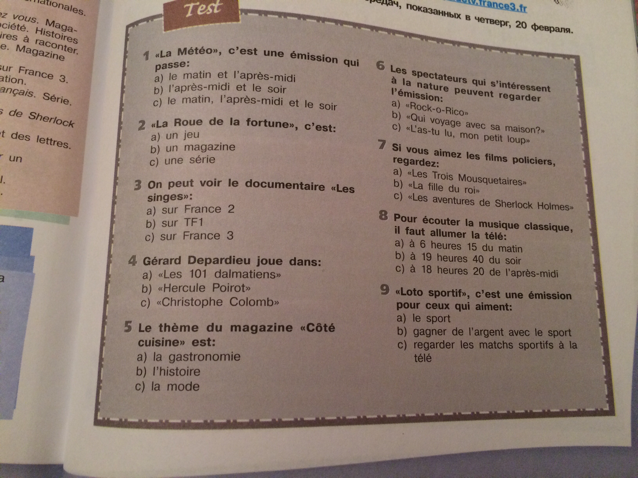 rnationales.
ez vous. Maga-
ociété. Histoires
ires à raconter.
e. Magazine
sur France 3.
ation.
ançais. Série.
s de Sherlock
t des lettres.
un
l.
a
france3.fr
редач, показанных в четверг, 20 февраля.
Test
1 «La Météo», c'est une émission qui
passe:
a) le matin et l'après-midi
b) l'après-midi et le soir
c) le matin, l'après-midi et le soir
2 «La Roue de la fortune», c'est:
a) un jeu
b) un magazine
c) une série
3 On peut voir le documentaire «Les
singes»:
a) sur France 2
b) sur TF1
c) sur France 3
4 Gérard Depardieu joue dans:
a) «Les 101 dalmatiens»
b) «Hercule Poirot»
c) «Christophe Colomb»
5 Le thème du magazine «Côté
cuisine» est:
a) la gastronomie
b) l'histoire
c) la mode
6 Les spectateurs qui s'intéressent
à la nature peuvent regarder
l'émission:
a) «Rock-o-Rico»
b) «Qui voyage avec sa maison?»
c) «L'as-tu lu, mon petit loup»
7 Si vous aimez les films policiers,
regardez:
a) «Les Trois Mousquetaires»
b) «La fille du roi»
c) «Les aventures de Sherlock Holmes»
8 Pour écouter la musique classique,
il faut allumer la télé:
a) à 6 heures 15 du matin
b) à 19 heures 40 du soir
c) à 18 heures 20 de l'après-midi
9 «Loto sportif», c'est une émission
pour ceux qui aiment:
a) le sport
b) gagner de l'argent avec le sport
c) regarder les matchs sportifs à la
télé